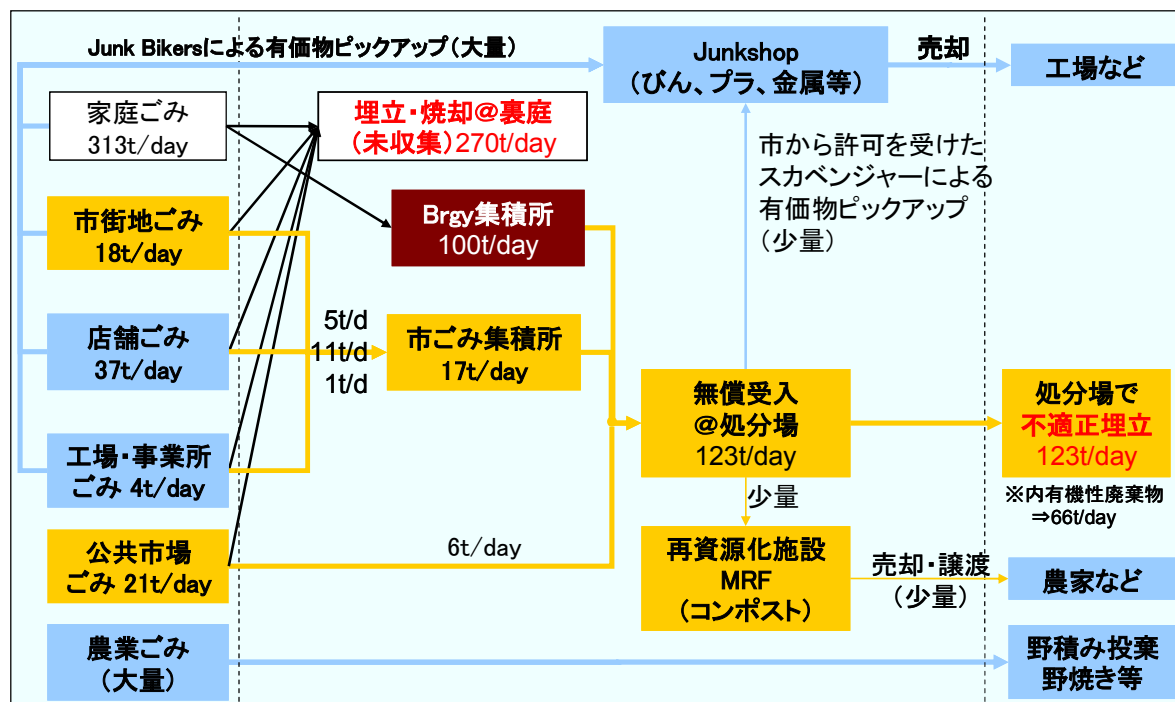 Junk Bikersによる有価物ピックアップ(大量)
Junkshop
(びん、プラ、金属等)
売却
工場など
家庭ごみ
313t/day
埋立・焼却@裏庭
(未収集)270t/day
市から許可を受けた
スカベンジャーによる
有価物ピックアップ
(少量)
市街地ごみ
18t/day
Brgy集積所
100t/day
店舗ごみ
37t/day
5t/d
11t/d
1t/d
市ごみ集積所
17t/day
無償受入
@処分場
123t/day
処分場で
不適正埋立
123t/day
※内有機性廃棄物
⇒66t/day
工場・事業所
ごみ 4t/day
少量
公共市場
ごみ 21t/day
6t/day
再資源化施設
MRF
(コンポスト)
売却・譲渡
(少量)
農家など
農業ごみ
(大量)
野積み投棄
野焼き等